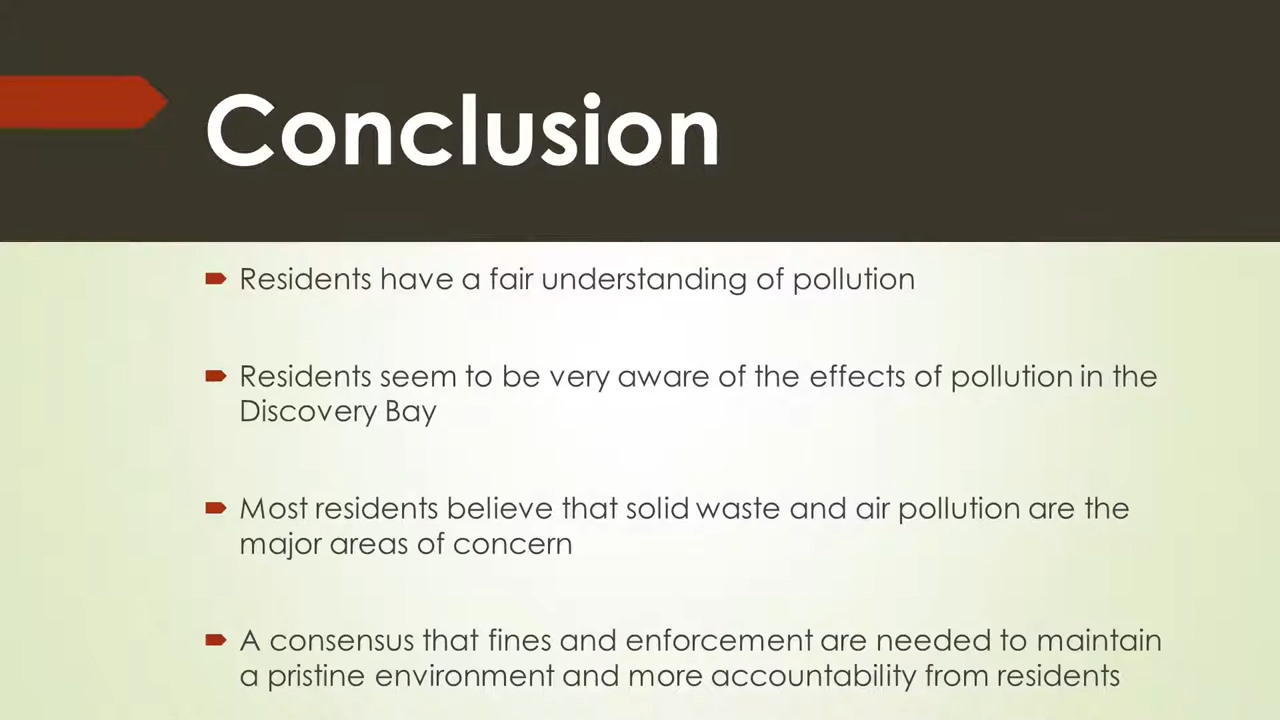 Conclusion
Residents have a fair understanding of pollution
Residents seem to be very aware of the effects of pollution in the
Discovery Bay
Most residents believe that solid waste and air pollution are the
major areas of concern
A consensus that fines and enforcement are needed to maintain
a pristine environment and more accountability from residents